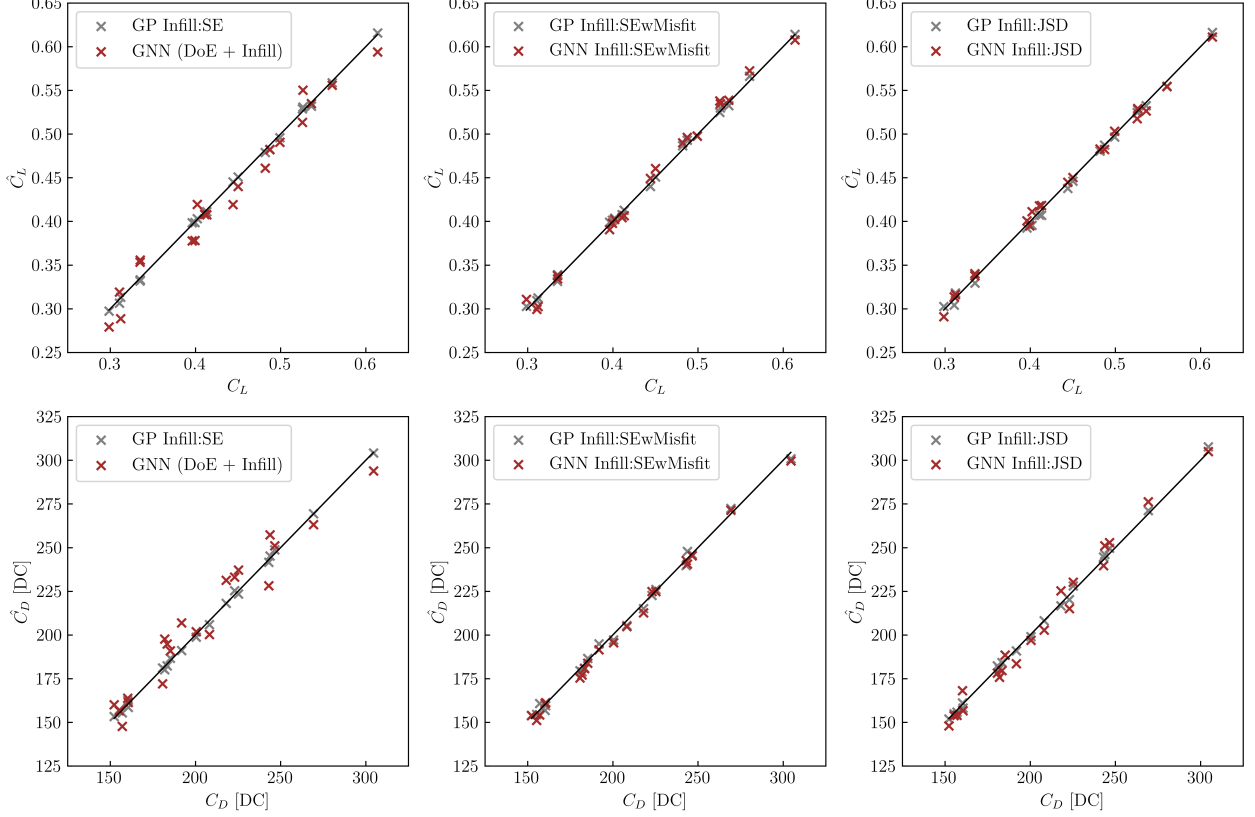 0.65
0.60
0.55
0.50
0.45
0.40
0.35
0.30
0.25
Ĉ_L
GP Infill:SE
GNN (DoE + Infill)
0.3 0.4 0.5 0.6
C_L
0.65
0.60
0.55
0.50
0.45
0.40
0.35
0.30
0.25
Ĉ_L
GP Infill:SEwMisfit
GNN Infill:SEwMisfit
0.3 0.4 0.5 0.6
C_L
0.65
0.60
0.55
0.50
0.45
0.40
0.35
0.30
0.25
Ĉ_L
GP Infill:JSD
GNN Infill:JSD
0.3 0.4 0.5 0.6
C_L
325
300
275
250
225
200
175
150
125
Ĉ_D [DC]
GP Infill:SE
GNN (DoE + Infill)
150 200 250 300
C_D [DC]
325
300
275
250
225
200
175
150
125
Ĉ_D [DC]
GP Infill:SEwMisfit
GNN Infill:SEwMisfit
150 200 250 300
C_D [DC]
325
300
275
250
225
200
175
150
125
Ĉ_D [DC]
GP Infill:JSD
GNN Infill:JSD
150 200 250 300
C_D [DC]